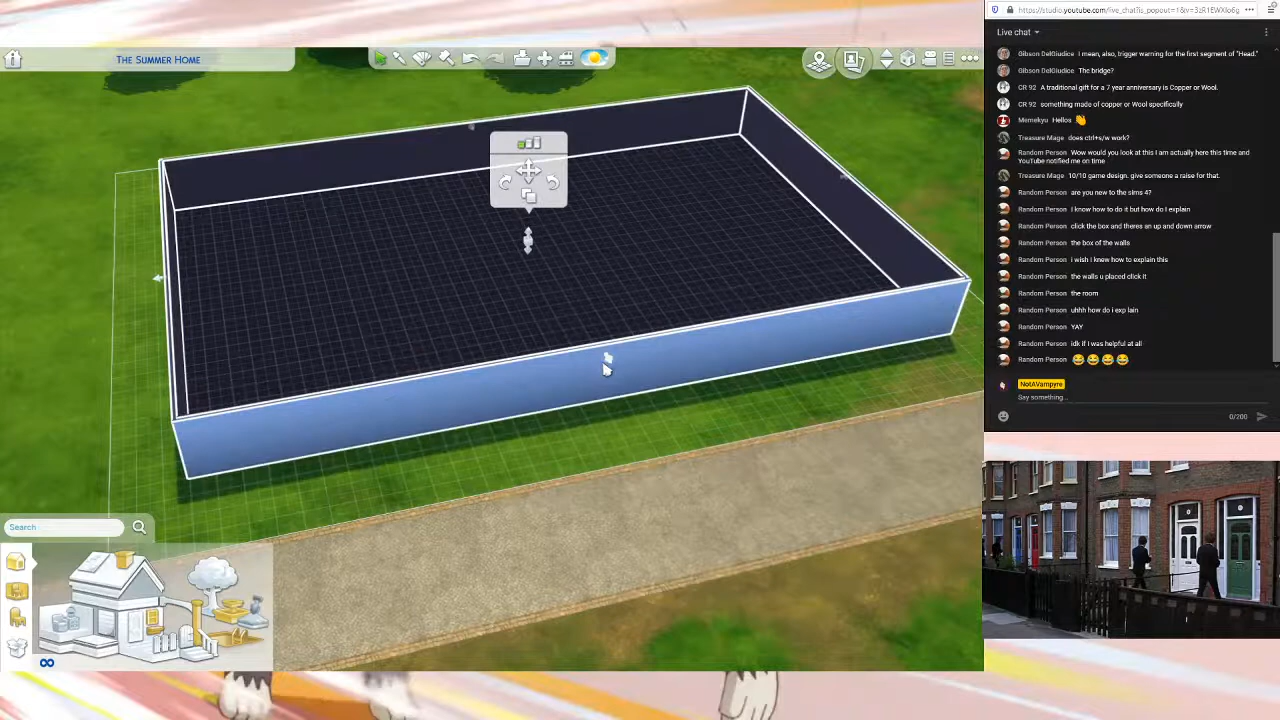 https://studio.youtube.com/live_chat?is_popout=1&v=3zR1EWXlo6g
THE SUMMER HOME
Live chat
Gibson DelGiudice I mean, also, trigger warning for the first segment of "Head."
Gibson DelGiudice The bridge?
CR 92 A traditional gift for a 7 year anniversary is Copper or Wool.
CR 92 something made of copper or Wool specifically
Memekyu Hellos 👋
Treasure Mage does ctrl+s/w work?
Random Person Wow would you look at this I am actually here this time and
YouTube notified me on time
Treasure Mage 10/10 game design. give someone a raise for that.
Random Person are you new to the sims 4?
Random Person I know how to do it but how do I explain
Random Person click the box and theres an up and down arrow
Random Person the box of the walls
Random Person i wish I knew how to explain this
Random Person the walls u placed click it
Random Person the room
Random Person uhhh how do i exp lain
Random Person YAY
Random Person idk if I was helpful at all
Random Person 😂 😂 😂 😂
NotAVampyre
Say something...
0/200
Search